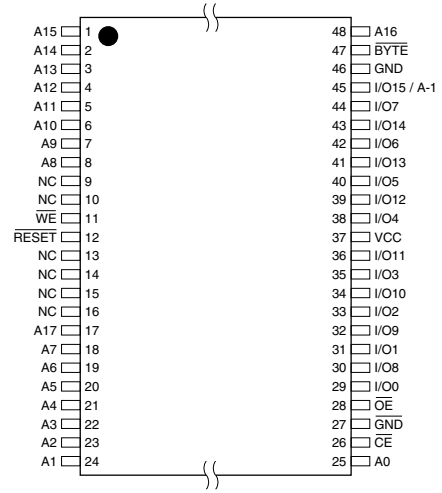 A15 1 48 A16
A14 2 47 BYTE
A13 3 46 GND
A12 4 45 I/O15 / A-1
A11 5 44 I/O7
A10 6 43 I/O14
A9 7 42 I/O6
A8 8 41 I/O13
NC 9 40 I/O5
NC 10 39 I/O12
WE 11 38 I/O4
RESET 12 37 VCC
NC 13 36 I/O11
NC 14 35 I/O3
NC 15 34 I/O10
NC 16 33 I/O2
A17 17 32 I/O9
A7 18 31 I/O1
A6 19 30 I/O8
A5 20 29 I/O0
A4 21 28 OE
A3 22 27 GND
A2 23 26 CE
A1 24 25 A0